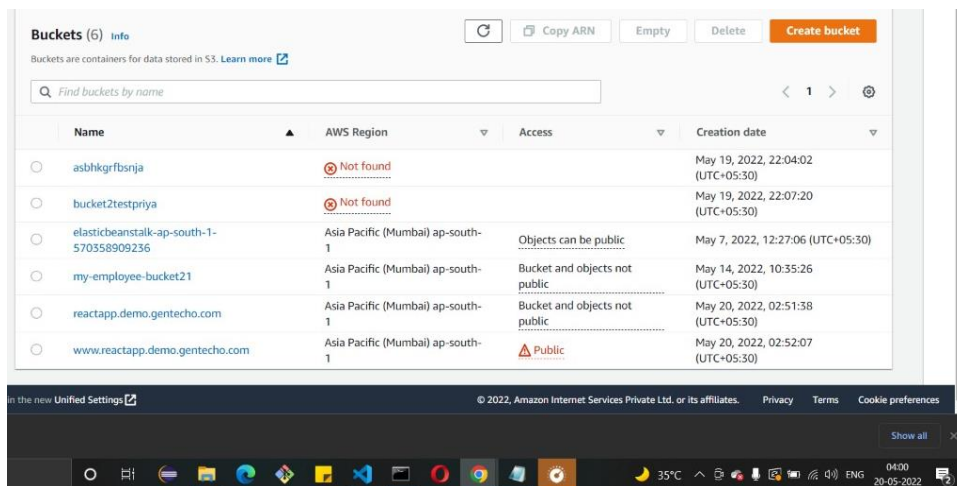 Buckets (6) Info
Copy ARN Empty Delete Create bucket
Buckets are containers for data stored in S3. Learn more
Find buckets by name
1
Name AWS Region Access Creation date
asbhkgrfbsnja Not found May 19, 2022, 22:04:02
(UTC+05:30)
bucket2testpriya Not found May 19, 2022, 22:07:20
(UTC+05:30)
elasticbeanstalk-ap-south-1- Asia Pacific (Mumbai) ap-south-
570358909236 1 Objects can be public May 7, 2022, 12:27:06 (UTC+05:30)
my-employee-bucket21 Asia Pacific (Mumbai) ap-south- Bucket and objects not May 14, 2022, 10:35:26
1 public (UTC+05:30)
reactapp.demo.gentecho.com Asia Pacific (Mumbai) ap-south- Bucket and objects not May 20, 2022, 02:51:38
1 public (UTC+05:30)
www.reactapp.demo.gentecho.com Asia Pacific (Mumbai) ap-south- Public May 20, 2022, 02:52:07
1 (UTC+05:30)
in the new Unified Settings © 2022, Amazon Internet Services Private Ltd. or its affiliates. Privacy Terms Cookie preferences
Show all
35°C ENG 04:00
20-05-2022